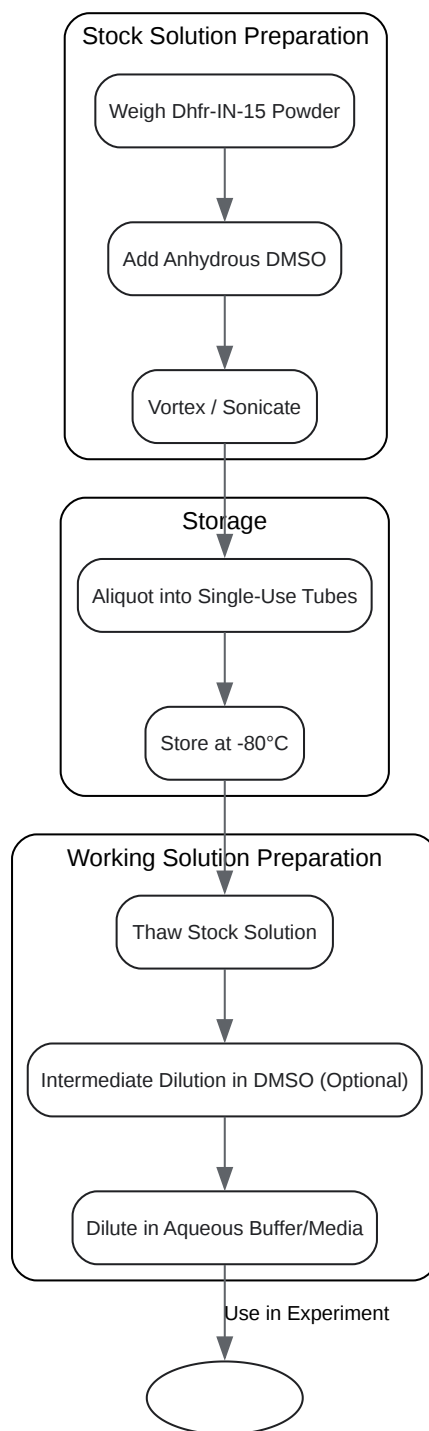 Stock Solution Preparation
Weigh Dhfr-IN-15 Powder
Add Anhydrous DMSO
Vortex / Sonicate
Storage
Aliquot into Single-Use Tubes
Store at -80°C
Working Solution Preparation
Thaw Stock Solution
Intermediate Dilution in DMSO (Optional)
Dilute in Aqueous Buffer/Media
Use in Experiment